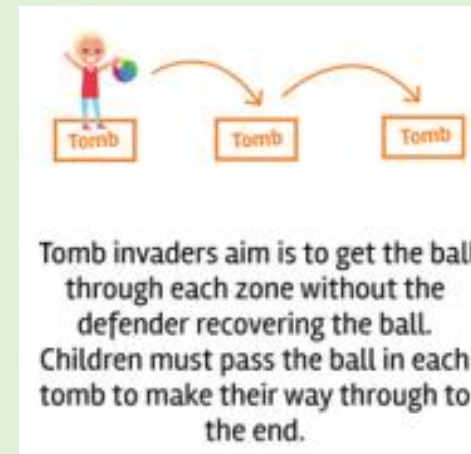 Tomb Tomb Tomb
Tomb invaders aim is to get the ball
through each zone without the
defender recovering the ball.
Children must pass the ball in each
tomb to make their way through to
the end.